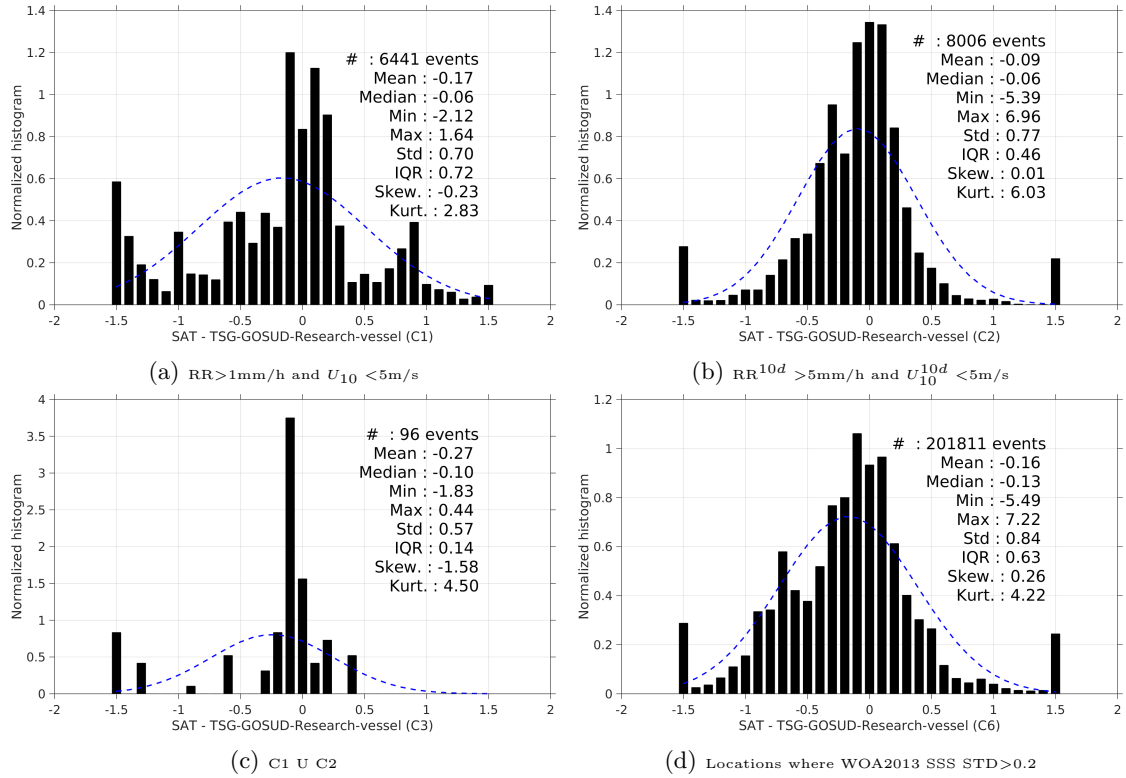 1.4
1.2
1
0.8
0.6
0.4
0.2
0
Normalized histogram
# : 6441 events
Mean : -0.17
Median : -0.06
Min : -2.12
Max : 1.64
Std : 0.70
IQR : 0.72
Skew. : -0.23
Kurt. : 2.83
-2 -1.5 -1 -0.5 0 0.5 1 1.5 2
SAT - TSG-GOSUD-Research-vessel (C1)
(a) RR>1mm/h and U10 <5m/s
1.4
1.2
1
0.8
0.6
0.4
0.2
0
Normalized histogram
# : 8006 events
Mean : -0.09
Median : -0.06
Min : -5.39
Max : 6.96
Std : 0.77
IQR : 0.46
Skew. : 0.01
Kurt. : 6.03
-2 -1.5 -1 -0.5 0 0.5 1 1.5 2
SAT - TSG-GOSUD-Research-vessel (C2)
(b) RR10d >5mm/h and U10d10 <5m/s
4
3.5
3
2.5
2
1.5
1
0.5
0
Normalized histogram
# : 96 events
Mean : -0.27
Median : -0.10
Min : -1.83
Max : 0.44
Std : 0.57
IQR : 0.14
Skew. : -1.58
Kurt. : 4.50
-2 -1.5 -1 -0.5 0 0.5 1 1.5 2
SAT - TSG-GOSUD-Research-vessel (C3)
(c) C1 U C2
1.2
1
0.8
0.6
0.4
0.2
0
Normalized histogram
# : 201811 events
Mean : -0.16
Median : -0.13
Min : -5.49
Max : 7.22
Std : 0.84
IQR : 0.63
Skew. : 0.26
Kurt. : 4.22
-2 -1.5 -1 -0.5 0 0.5 1 1.5 2
SAT - TSG-GOSUD-Research-vessel (C6)
(d) Locations where WOA2013 SSS STD>0.2